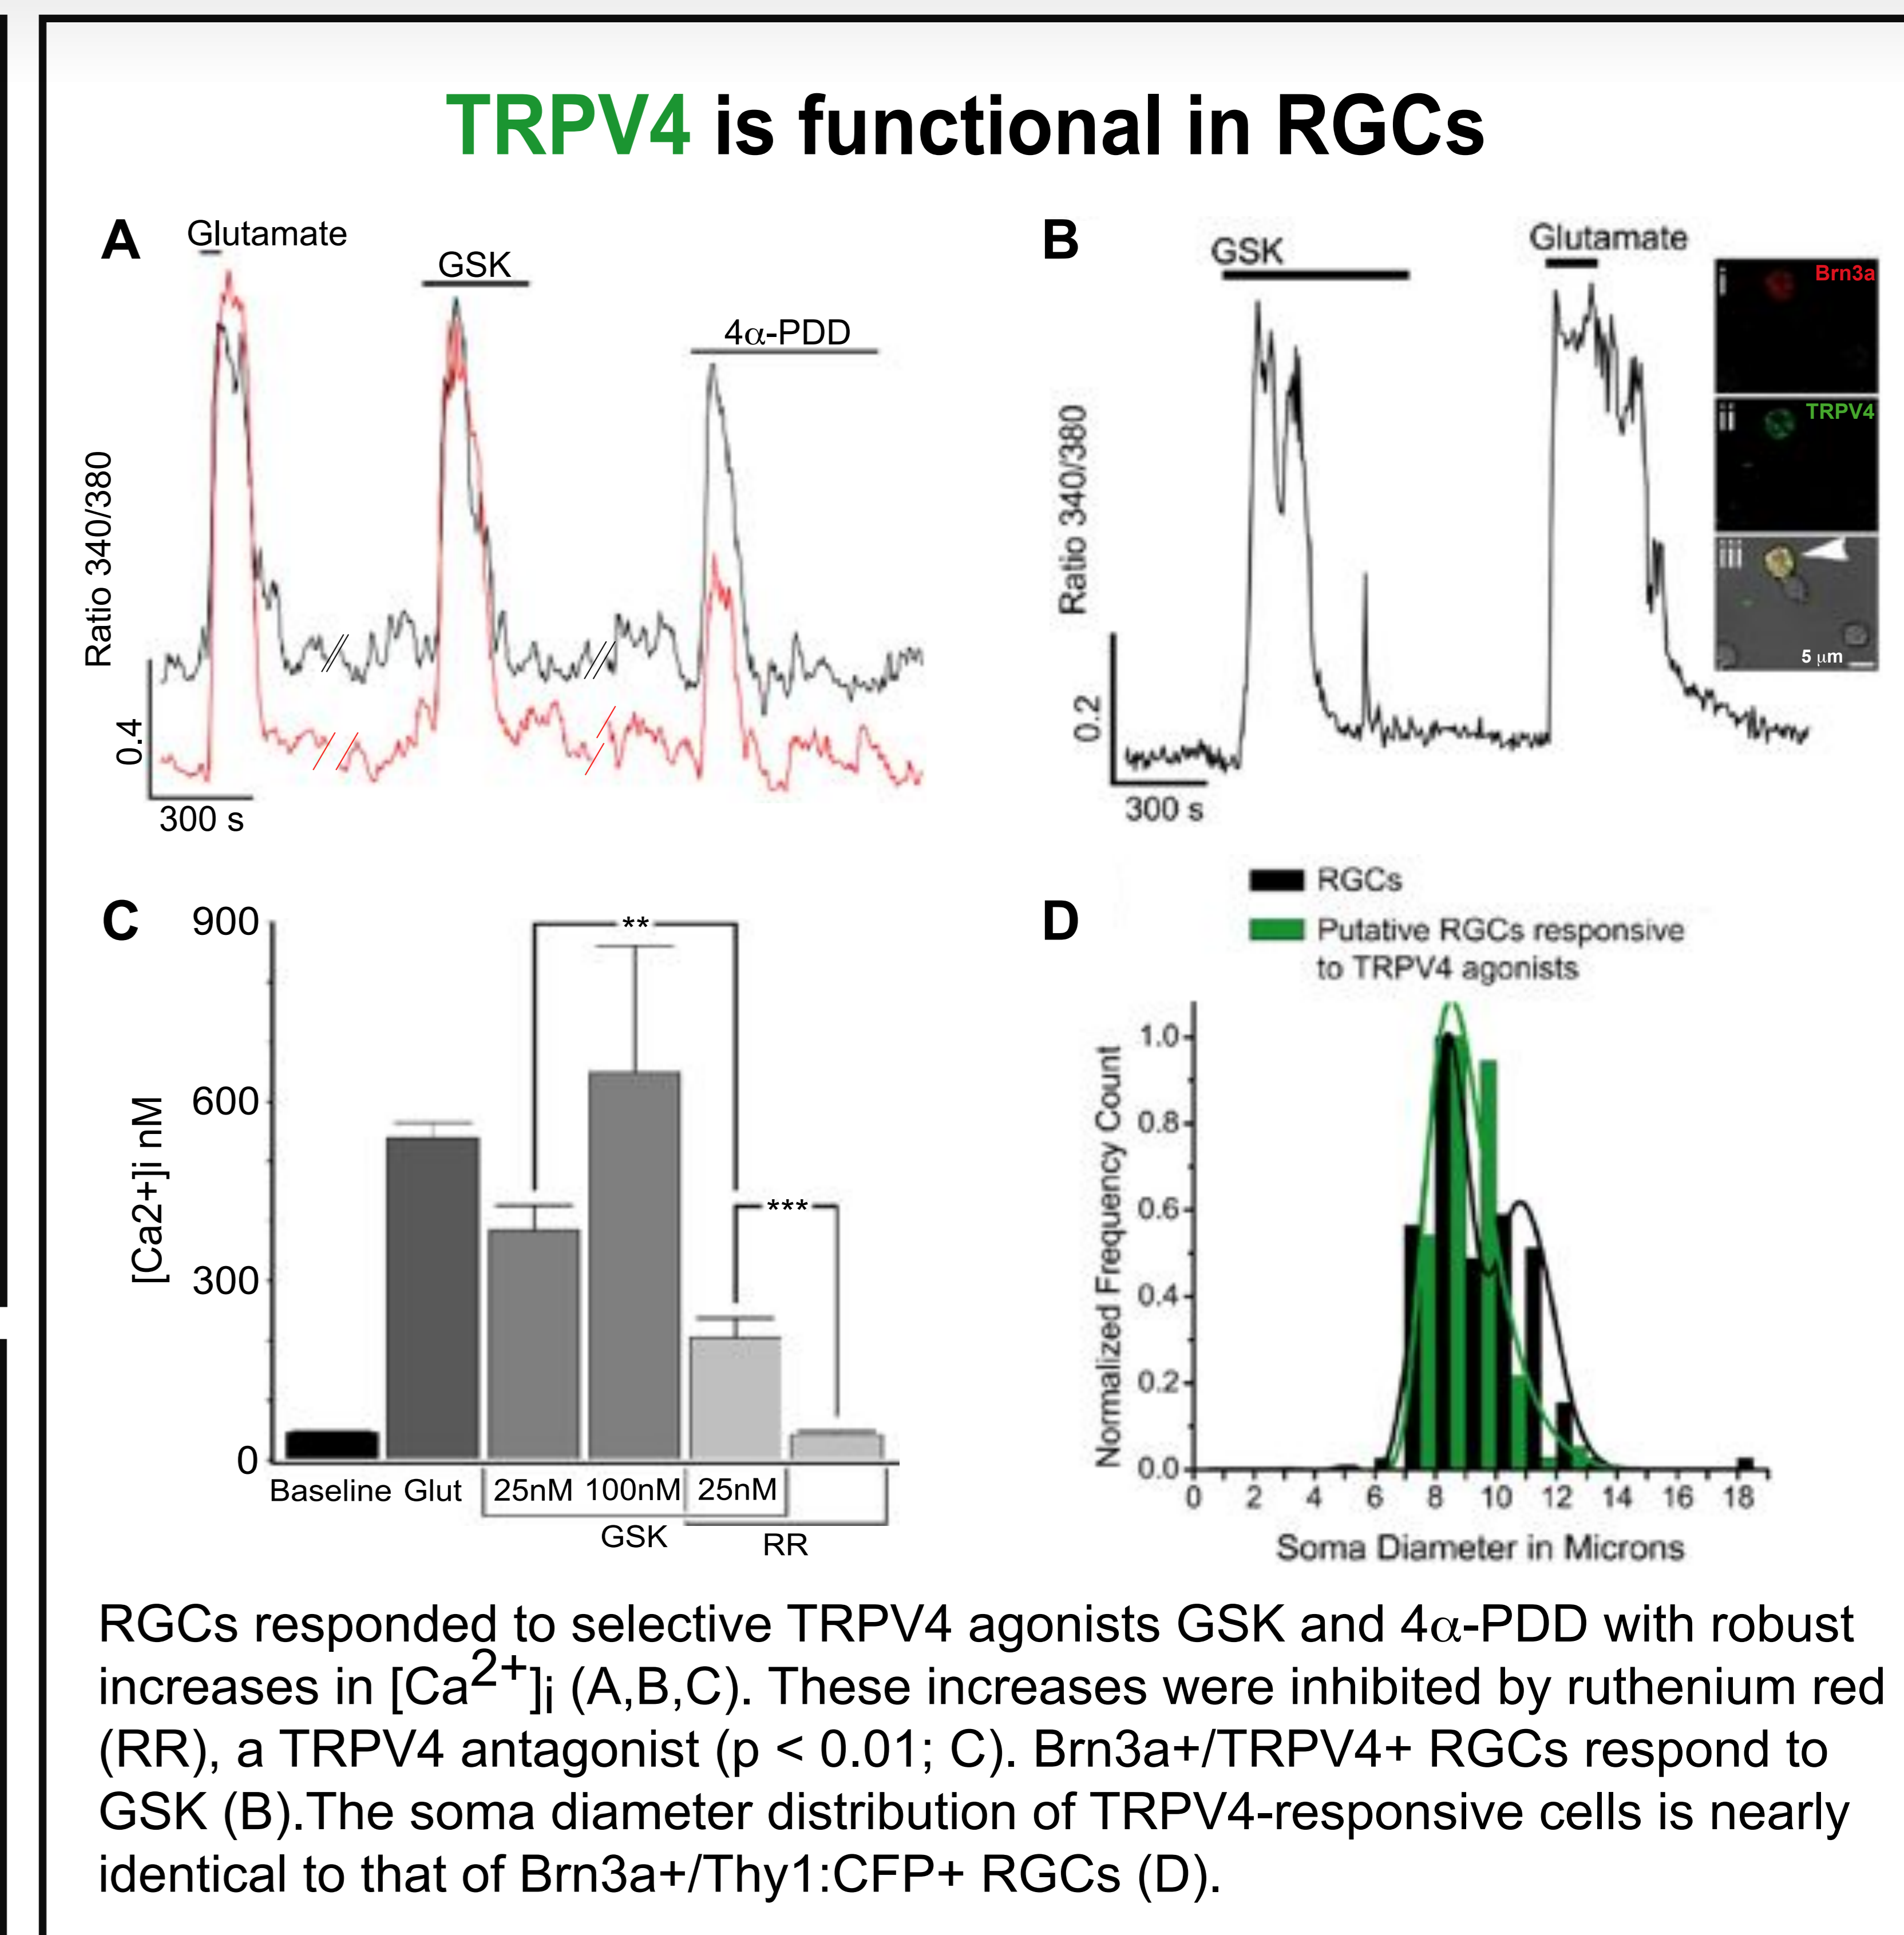 TRPV4 is functional in RGCs
A
Glutamate
GSK
4α-PDD
Ratio 340/380
0.4
300 s
B
GSK
Glutamate
Ratio 340/380
0.2
300 s
i
Brn3a
ii
TRPV4
iii
5 μm
C
900
600
300
0
[Ca2+]i nM
**
***
Baseline Glut 25nM 100nM 25nM
GSK
RR
D
RGCs
Putative RGCs responsive
to TRPV4 agonists
Normalized Frequency Count
1.0
0.8
0.6
0.4
0.2
0.0
0 2 4 6 8 10 12 14 16 18
Soma Diameter in Microns
RGCs responded to selective TRPV4 agonists GSK and 4α-PDD with robust
increases in [Ca2+]i (A,B,C). These increases were inhibited by ruthenium red
(RR), a TRPV4 antagonist (p < 0.01; C). Brn3a+/TRPV4+ RGCs respond to
GSK (B).The soma diameter distribution of TRPV4-responsive cells is nearly
identical to that of Brn3a+/Thy1:CFP+ RGCs (D).